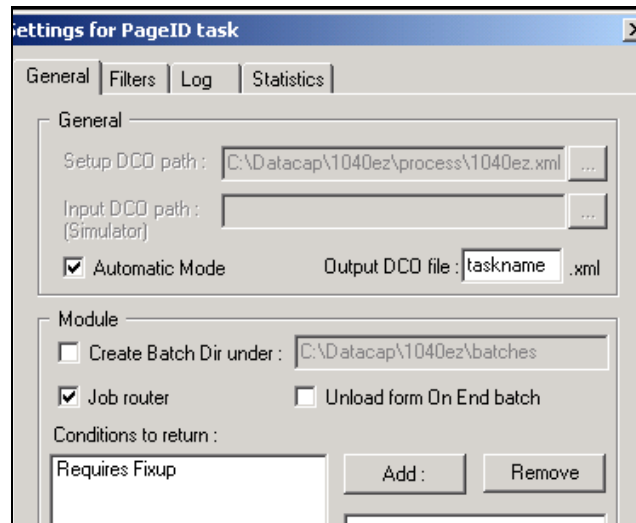 Settings for PageID task
General Filters Log Statistics
General
Setup DCO path : C:\Datacap\1040ez\process\1040ez.xml ...
Input DCO path : ...
(Simulator)
Automatic Mode Output DCO file : taskname .xml
Module
Create Batch Dir under : C:\Datacap\1040ez\batches
Job router Unload form On End batch
Conditions to return :
Requires Fixup Add : Remove